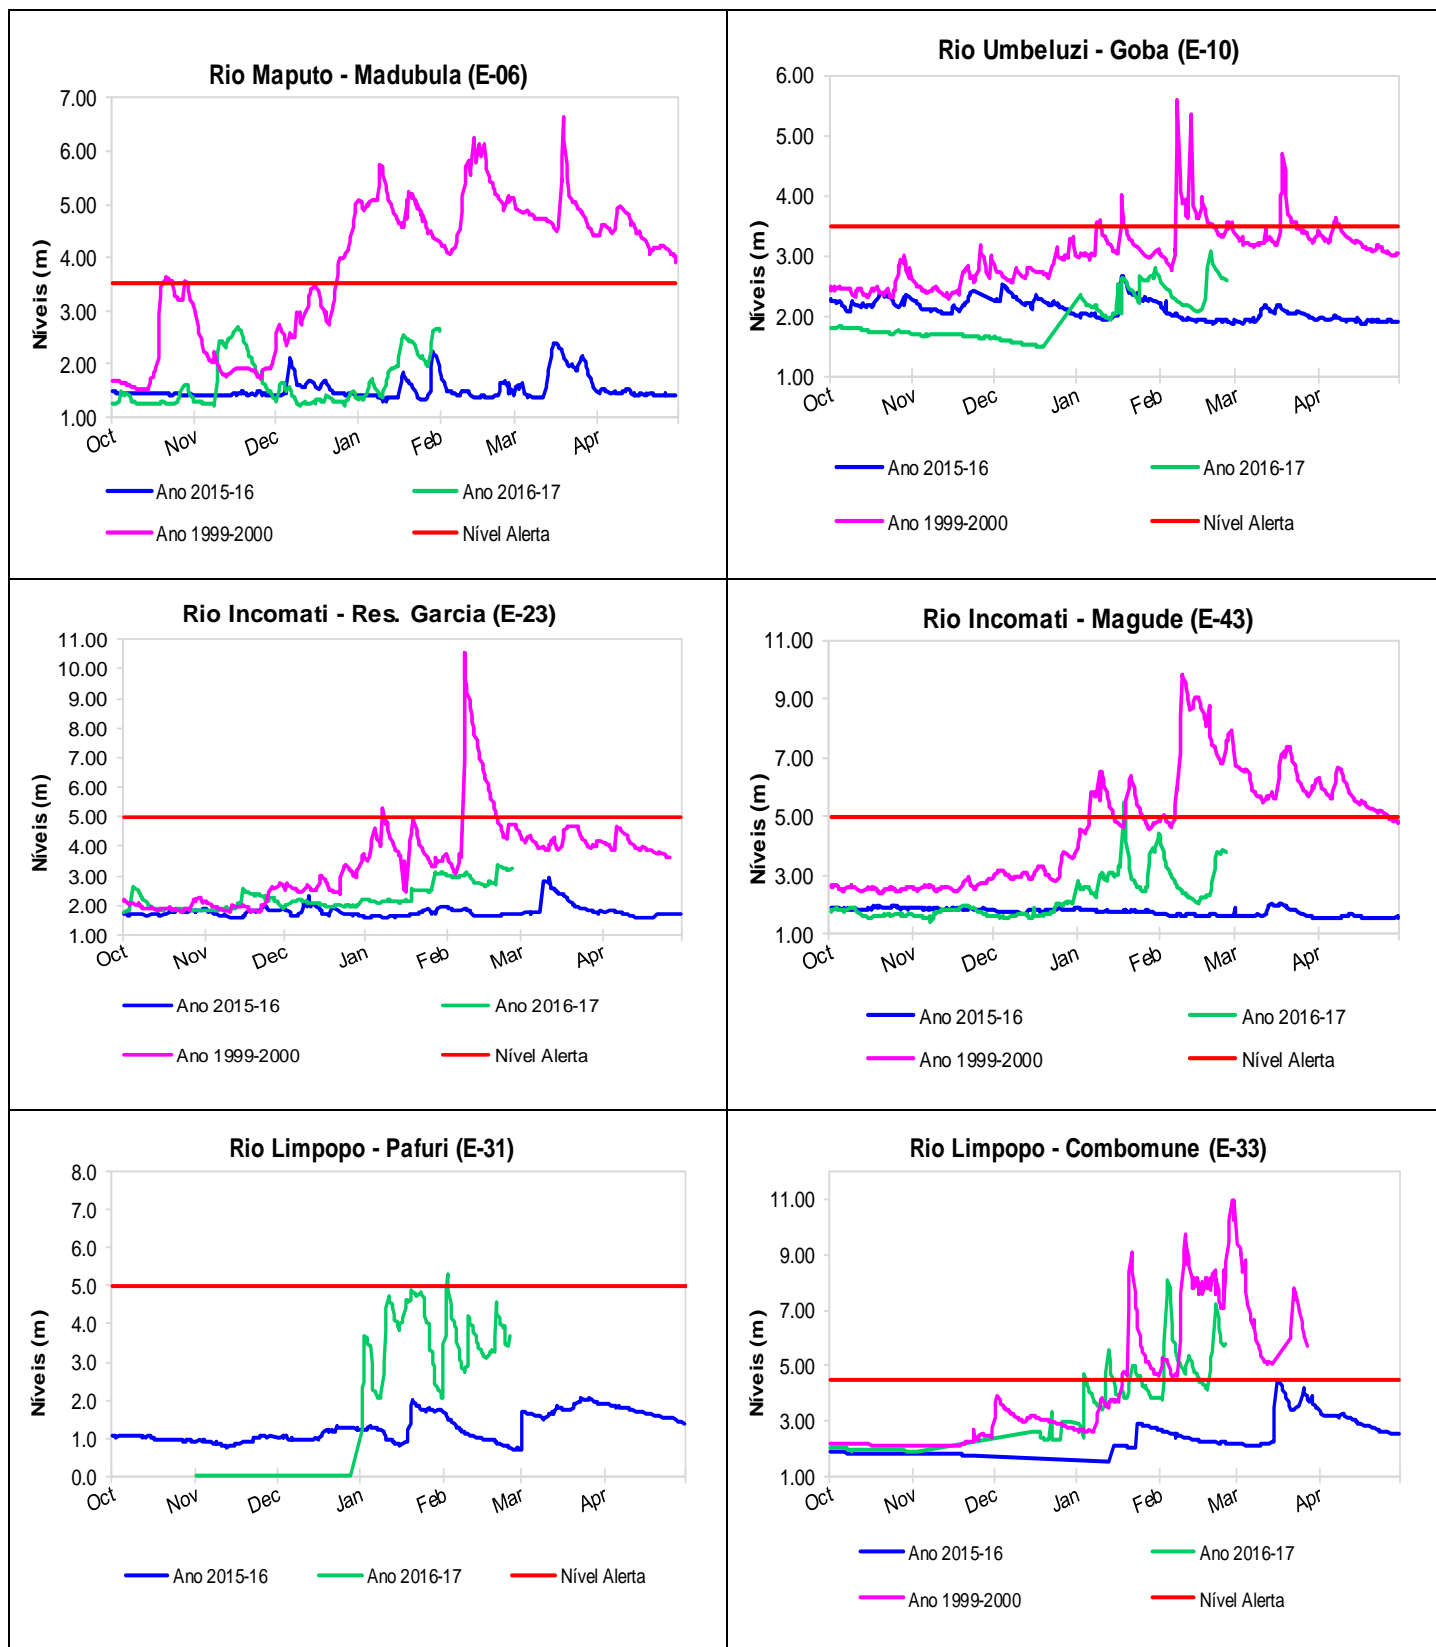 Rio Maputo - Madubula (E-06)
7.00
6.00
5.00
4.00
3.00
2.00
1.00
Níveis (m)
Oct Nov Dec Jan Feb Mar Apr
Ano 2015-16 Ano 2016-17
Ano 1999-2000 Nível Alerta
Rio Umbeluzi - Goba (E-10)
6.00
5.00
4.00
3.00
2.00
1.00
Níveis (m)
Oct Nov Dec Jan Feb Mar Apr
Ano 2015-16 Ano 2016-17
Ano 1999-2000 Nível Alerta
Rio Incomati - Res. Garcia (E-23)
11.00
10.00
9.00
8.00
7.00
6.00
5.00
4.00
3.00
2.00
1.00
Níveis (m)
Oct Nov Dec Jan Feb Mar Apr
Ano 2015-16 Ano 2016-17
Ano 1999-2000 Nível Alerta
Rio Incomati - Magude (E-43)
11.00
9.00
7.00
5.00
3.00
1.00
Níveis (m)
Oct Nov Dec Jan Feb Mar Apr
Ano 2015-16 Ano 2016-17
Ano 1999-2000 Nível Alerta
Rio Limpopo - Pafuri (E-31)
8.0
7.0
6.0
5.0
4.0
3.0
2.0
1.0
0.0
Níveis (m)
Oct Nov Dec Jan Feb Mar Apr
Ano 2015-16 Ano 2016-17 Nível Alerta
Rio Limpopo - Combomune (E-33)
11.00
9.00
7.00
5.00
3.00
1.00
Níveis (m)
Oct Nov Dec Jan Feb Mar Apr
Ano 2015-16 Ano 2016-17
Ano 1999-2000 Nível Alerta